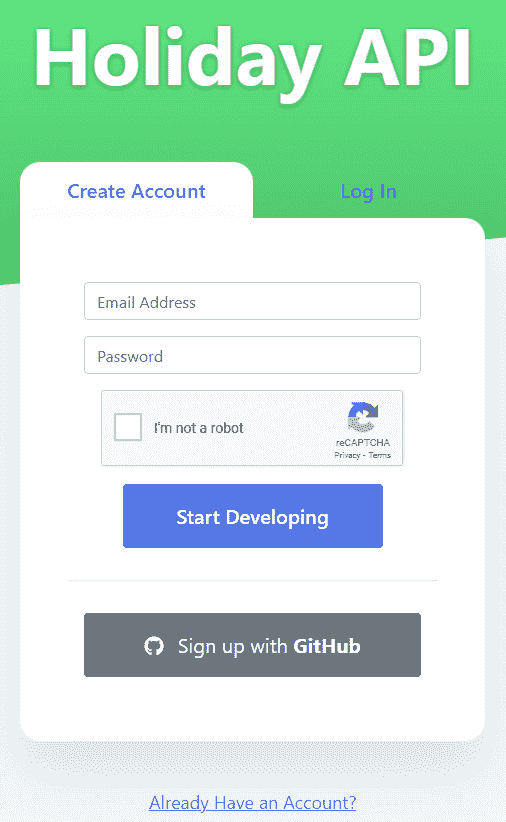 Holiday API
Create Account
Log In
Email Address
Password
I'm not a robot
reCAPTCHA
Privacy - Terms
Start Developing
Sign up with GitHub
Already Have an Account?